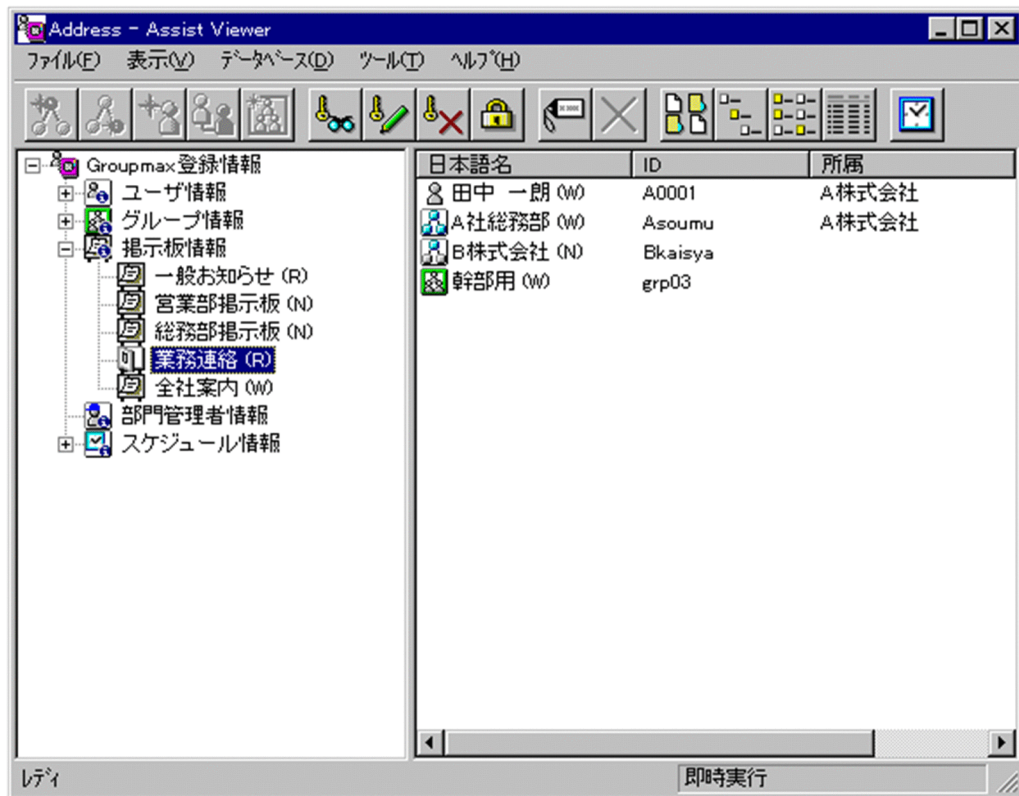 Address - Assist Viewer
ファイル(F) 表示(V) データベース(D) ツール(T) ヘルプ(H)
Groupmax登録情報
ユーザ情報
グループ情報
掲示板情報
一般お知らせ (R)
営業部掲示板 (N)
総務部掲示板 (N)
業務連絡 (R)
全社案内 (W)
部門管理者情報
スケジュール情報
日本語名 ID 所属
田中 一朗 (W) A0001 A株式会社
A社総務部 (W) Asoumu A株式会社
B株式会社 (N) Bkaisya
幹部用 (W) grp03
レディ 即時実行